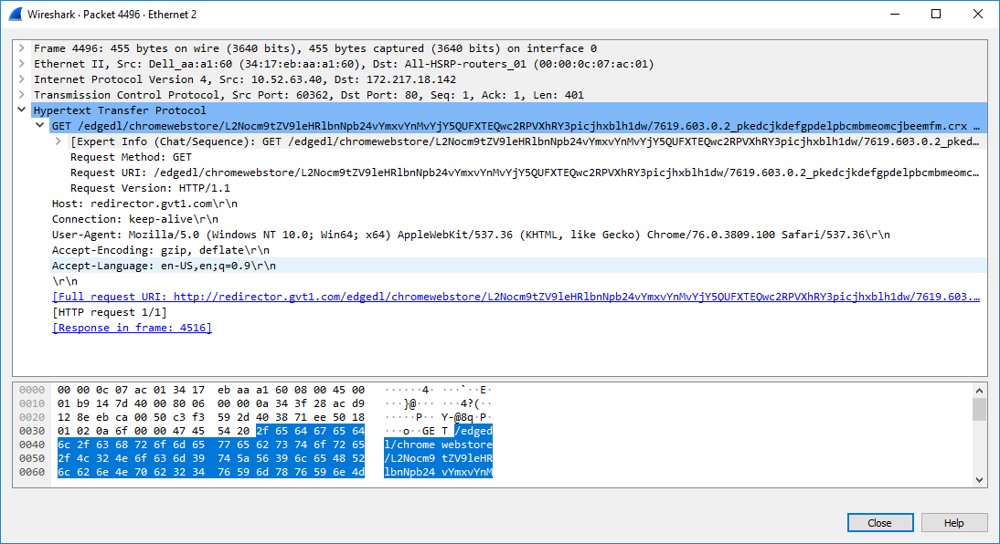 Wireshark · Packet 4496 · Ethernet 2
Frame 4496: 455 bytes on wire (3640 bits), 455 bytes captured (3640 bits) on interface 0
Ethernet II, Src: Dell_aa:a1:60 (34:17:eb:aa:a1:60), Dst: All-HSRP-routers_01 (00:00:0c:07:ac:01)
Internet Protocol Version 4, Src: 10.52.63.40, Dst: 172.217.18.142
Transmission Control Protocol, Src Port: 60362, Dst Port: 80, Seq: 1, Ack: 1, Len: 401
Hypertext Transfer Protocol
GET /edgedl/chromewebstore/L2Nocm9tZV9leHRlbnNpb24vYmxvYnMvYjY5QUFXTEQwc2RPVXhRY3picjhxblh1dw/7619.603.0.2_pkedcjkdefgpdelpbcmbmeomcjbeemfm.crx …
[Expert Info (Chat/Sequence): GET /edgedl/chromewebstore/L2Nocm9tZV9leHRlbnNpb24vYmxvYnMvYjY5QUFXTEQwc2RPVXhRY3picjhxblh1dw/7619.603.0.2_pked…
Request Method: GET
Request URI: /edgedl/chromewebstore/L2Nocm9tZV9leHRlbnNpb24vYmxvYnMvYjY5QUFXTEQwc2RPVXhRY3picjhxblh1dw/7619.603.0.2_pkedcjkdefgpdelpbcmbmeomc…
Request Version: HTTP/1.1
Host: redirector.gvt1.com\r\n
Connection: keep-alive\r\n
User-Agent: Mozilla/5.0 (Windows NT 10.0; Win64; x64) AppleWebKit/537.36 (KHTML, like Gecko) Chrome/76.0.3809.100 Safari/537.36\r\n
Accept-Encoding: gzip, deflate\r\n
Accept-Language: en-US,en;q=0.9\r\n
\r\n
[Full request URI: http://redirector.gvt1.com/edgedl/chromewebstore/L2Nocm9tZV9leHRlbnNpb24vYmxvYnMvYjY5QUFXTEQwc2RPVXhRY3picjhxblh1dw/7619.603.…
[HTTP request 1/1]
[Response in frame: 4516]
0000 00 00 0c 07 ac 01 34 17 eb aa a1 60 08 00 45 00 ······4· ···`··E·
0010 01 b9 14 7d 40 00 80 06 00 00 0a 34 3f 28 ac d9 ···}@··· ···4?(··
0020 12 8e eb ca 00 50 c3 f3 59 2d 40 38 71 ee 50 18 ·····P·· Y-@8q·P·
0030 01 02 0a 6f 00 00 47 45 54 20 2f 65 64 67 65 64 ···o··GE T /edged
0040 6c 2f 63 68 72 6f 6d 65 77 65 62 73 74 6f 72 65 l/chrome webstore
0050 2f 4c 32 4e 6f 63 6d 39 74 5a 56 39 6c 65 48 52 /L2Nocm9 tZV9leHR
0060 6c 62 6e 4e 70 62 32 34 76 59 6d 78 76 59 6e 4d lbnNpb24 vYmxvYnM
Close Help